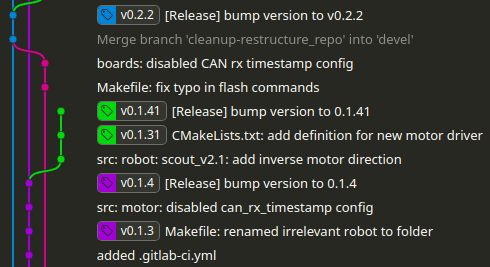 v0.2.2 [Release] bump version to v0.2.2
Merge branch 'cleanup-restructure_repo' into 'devel'
boards: disabled CAN rx timestamp config
Makefile: fix typo in flash commands
v0.1.41 [Release] bump version to 0.1.41
v0.1.31 CMakeLists.txt: add definition for new motor driver
src: robot: scout_v2.1: add inverse motor direction
v0.1.4 [Release] bump version to 0.1.4
src: motor: disabled can_rx_timestamp config
v0.1.3 Makefile: renamed irrelevant robot to folder
added .gitlab-ci.yml